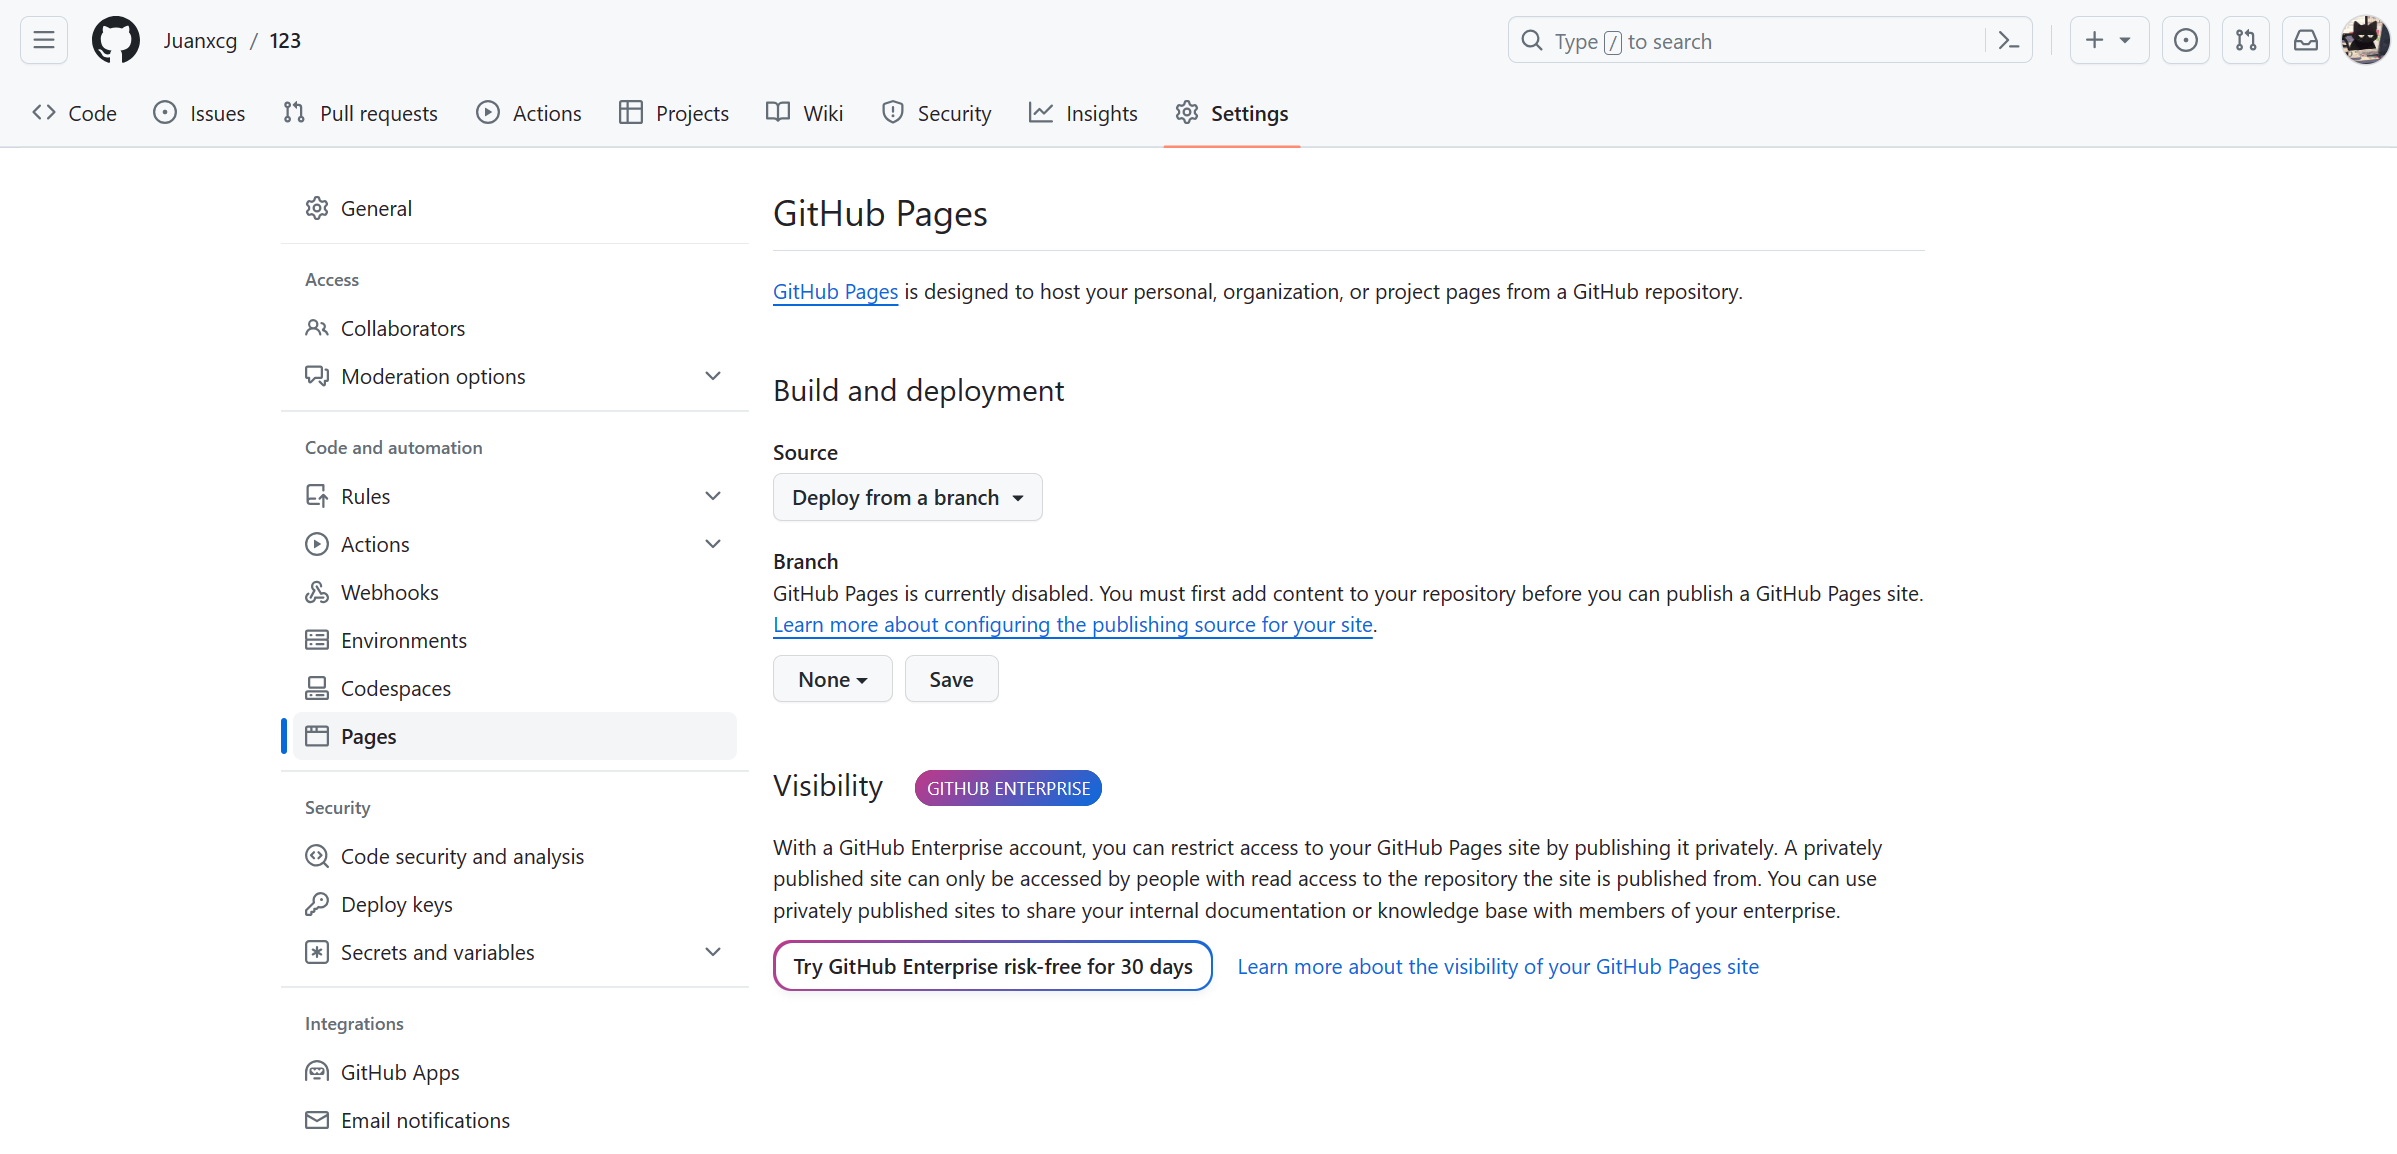 Juanxcg / 123
Type / to search
Code
Issues
Pull requests
Actions
Projects
Wiki
Security
Insights
Settings
General
Access
Collaborators
Moderation options
Code and automation
Rules
Actions
Webhooks
Environments
Codespaces
Pages
Security
Code security and analysis
Deploy keys
Secrets and variables
Integrations
GitHub Apps
Email notifications
GitHub Pages
GitHub Pages is designed to host your personal, organization, or project pages from a GitHub repository.
Build and deployment
Source
Deploy from a branch
Branch
GitHub Pages is currently disabled. You must first add content to your repository before you can publish a GitHub Pages site.
Learn more about configuring the publishing source for your site.
None
Save
Visibility GITHUB ENTERPRISE
With a GitHub Enterprise account, you can restrict access to your GitHub Pages site by publishing it privately. A privately
published site can only be accessed by people with read access to the repository the site is published from. You can use
privately published sites to share your internal documentation or knowledge base with members of your enterprise.
Try GitHub Enterprise risk-free for 30 days
Learn more about the visibility of your GitHub Pages site